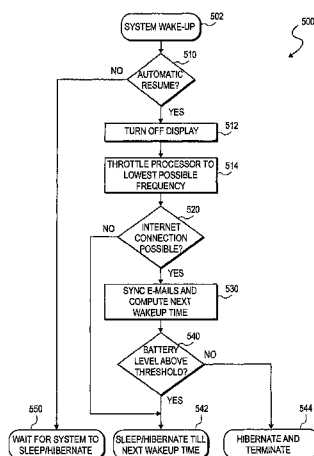 SYSTEM WAKE-UP
502
500
510
NO
AUTOMATIC
RESUME?
YES
TURN OFF DISPLAY
512
THROTTLE PROCESSOR TO
LOWEST POSSIBLE
FREQUENCY
514
520
NO
INTERNET
CONNECTION
POSSIBLE?
YES
530
SYNC E-MAILS AND
COMPUTE NEXT
WAKEUP TIME
540
BATTERY
LEVEL ABOVE
THRESHOLD?
NO
YES
550
542
544
WAIT FOR SYSTEM TO
SLEEP/HIBERNATE
SLEEP/HIBERNATE TILL
NEXT WAKEUP TIME
HIBERNATE AND
TERMINATE